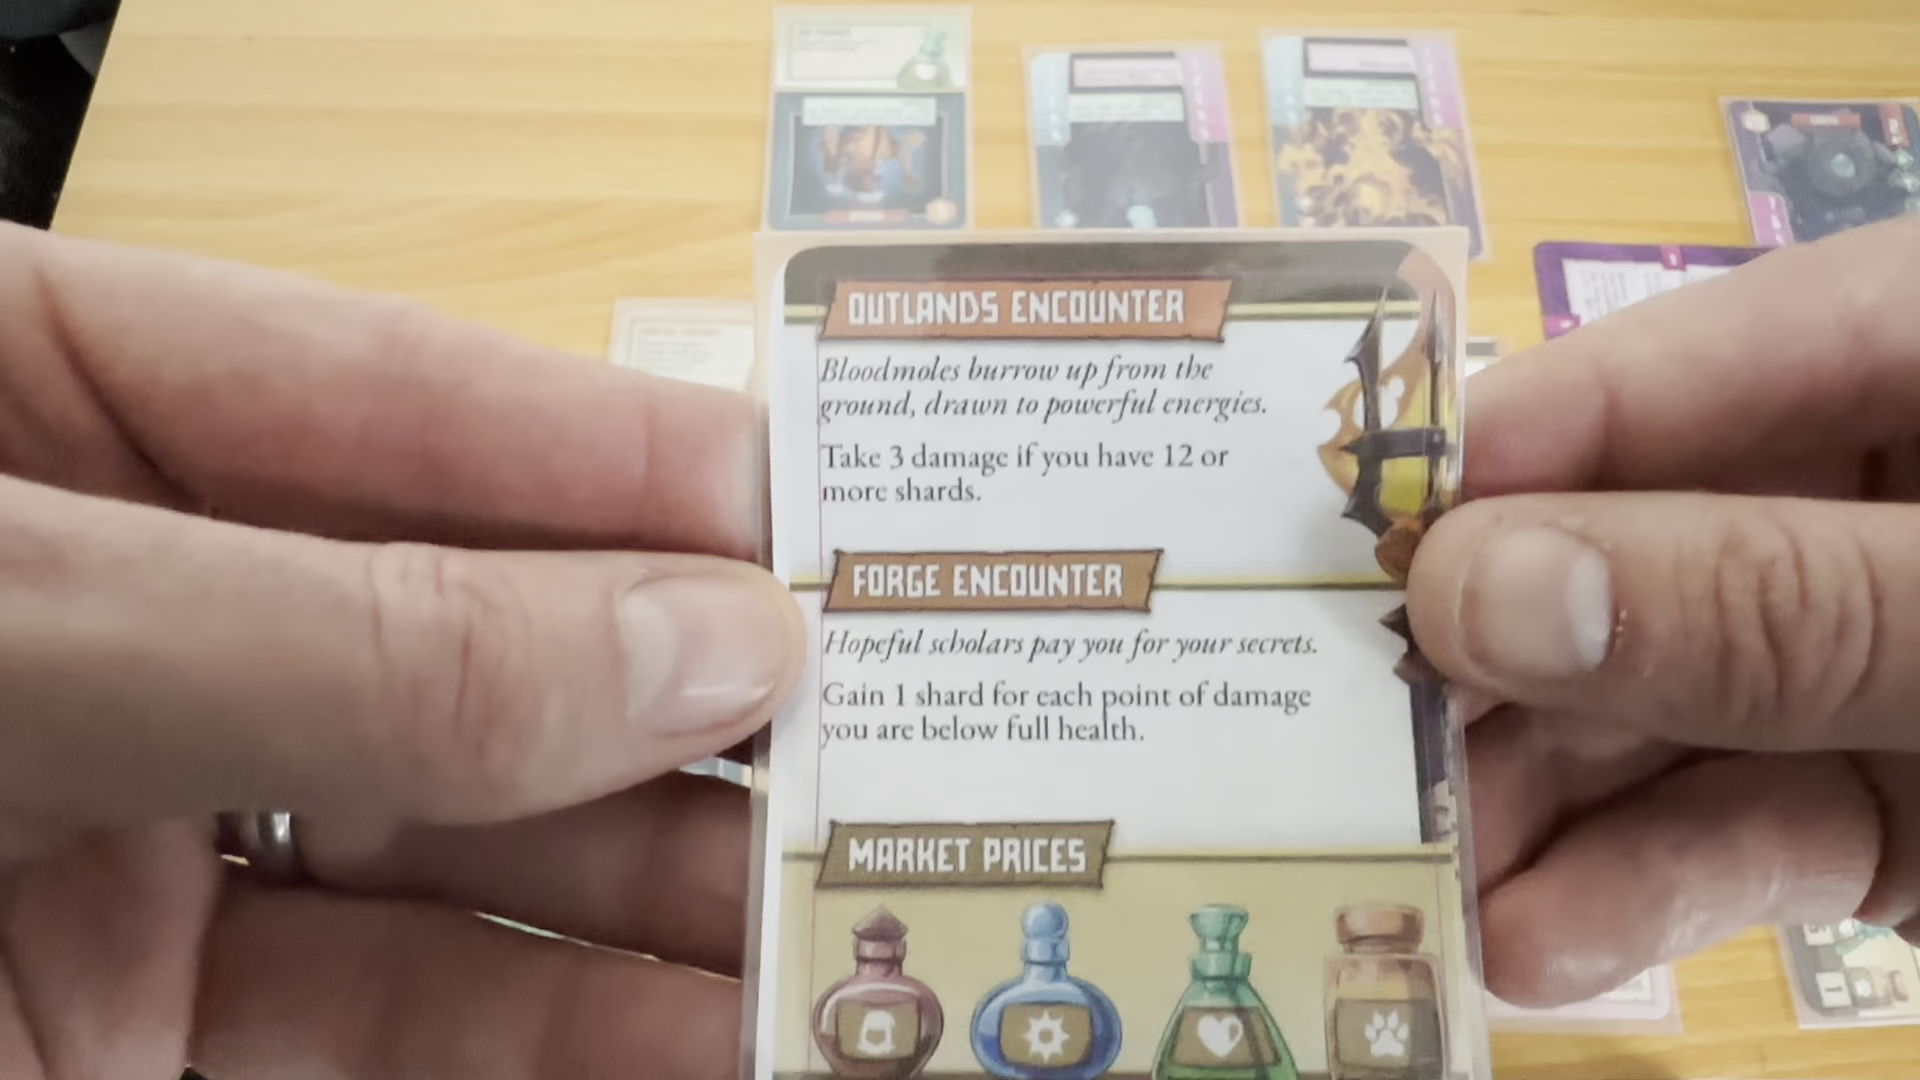 OUTLANDS ENCOUNTER
Bloodmoles burrow up from the
ground, drawn to powerful energies.
Take 3 damage if you have 12 or
more shards.
FORGE ENCOUNTER
Hopeful scholars pay you for your secrets.
Gain 1 shard for each point of damage
you are below full health.
MARKET PRICES